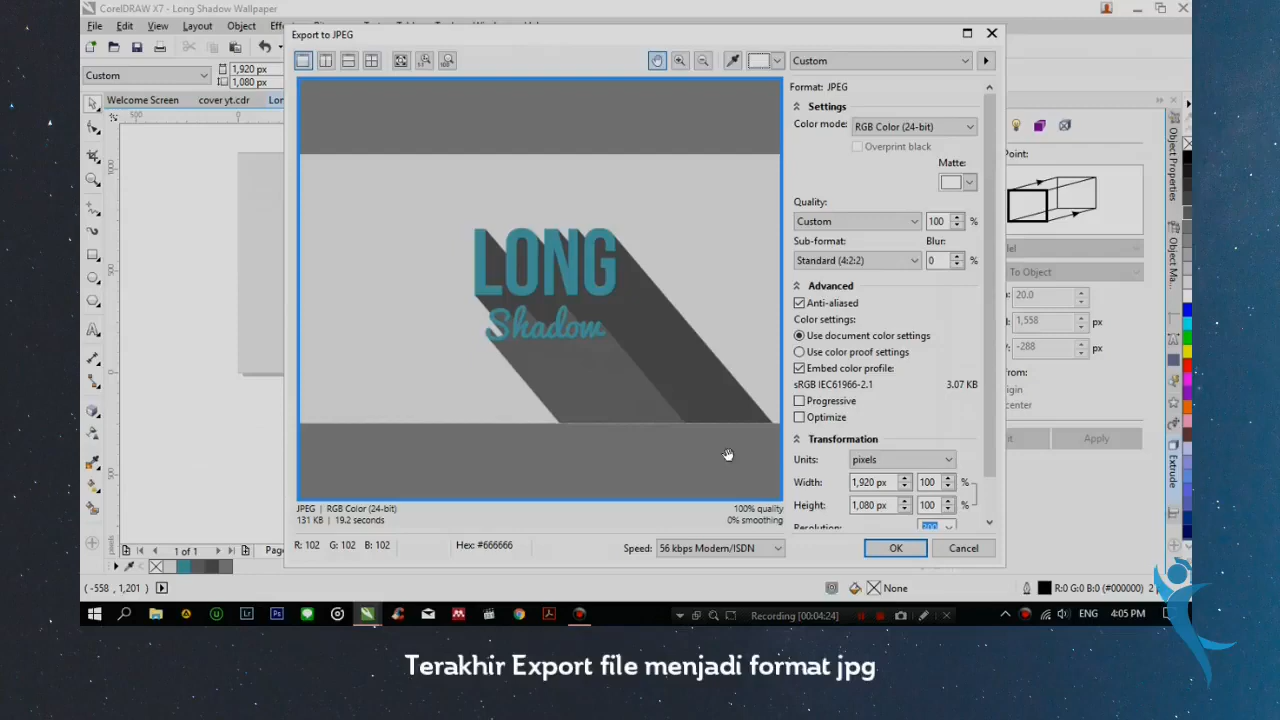 CorelDRAW X7 - Long Shadow Wallpaper
File Edit View Layout Object
Export to JPEG
Custom
1,920 px
1,080 px
Custom
Welcome Screen cover yt.cdr
Format: JPEG
Settings
Color mode: RGB Color (24-bit)
Overprint black
Matte:
Quality:
Custom 100 %
Sub-format: Blur:
Standard (4:2:2) 0 %
Advanced
Anti-aliased
Color settings:
Use document color settings
Use color proof settings
Embed color profile:
sRGB IEC61966-2.1 3.07 KB
Progressive
Optimize
Transformation
Units: pixels
Width: 1,920 px 100 %
Height: 1,080 px 100 %
LONG
Shadow
JPEG | RGB Color (24-bit) 100% quality
131 KB | 19.2 seconds 0% smoothing
R: 102 G: 102 B: 102 Hex: #666666 Speed: 56 kbps Modem/ISDN OK Cancel
Point:
To Object
20.0
1,558 px
-288 px
Apply
Object Properties
Object Ma...
Extrude
1 of 1
(-558 , 1,201) None R:0 G:0 B:0 (#000000)
Recording [00:04:24] ENG 4:05 PM
Terakhir Export file menjadi format jpg